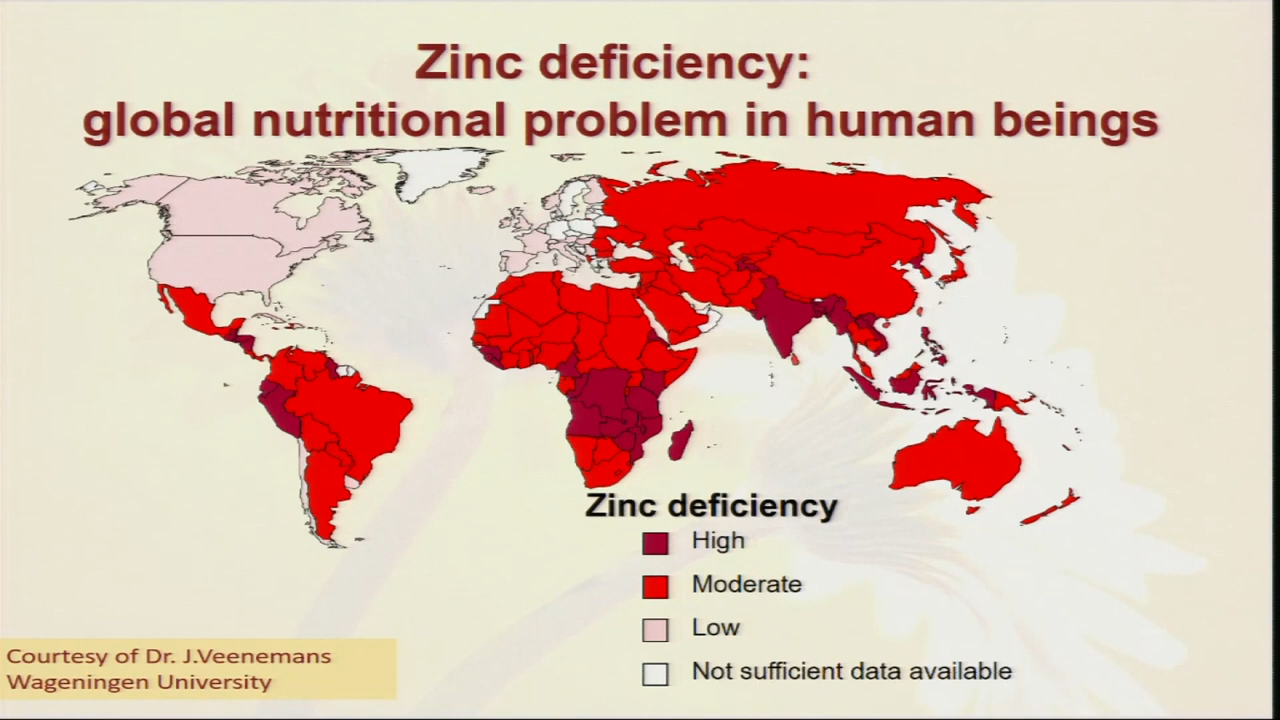 Zinc deficiency:
global nutritional problem in human beings
Zinc deficiency
High
Moderate
Low
Not sufficient data available
Courtesy of Dr. J.Veenemans
Wageningen University